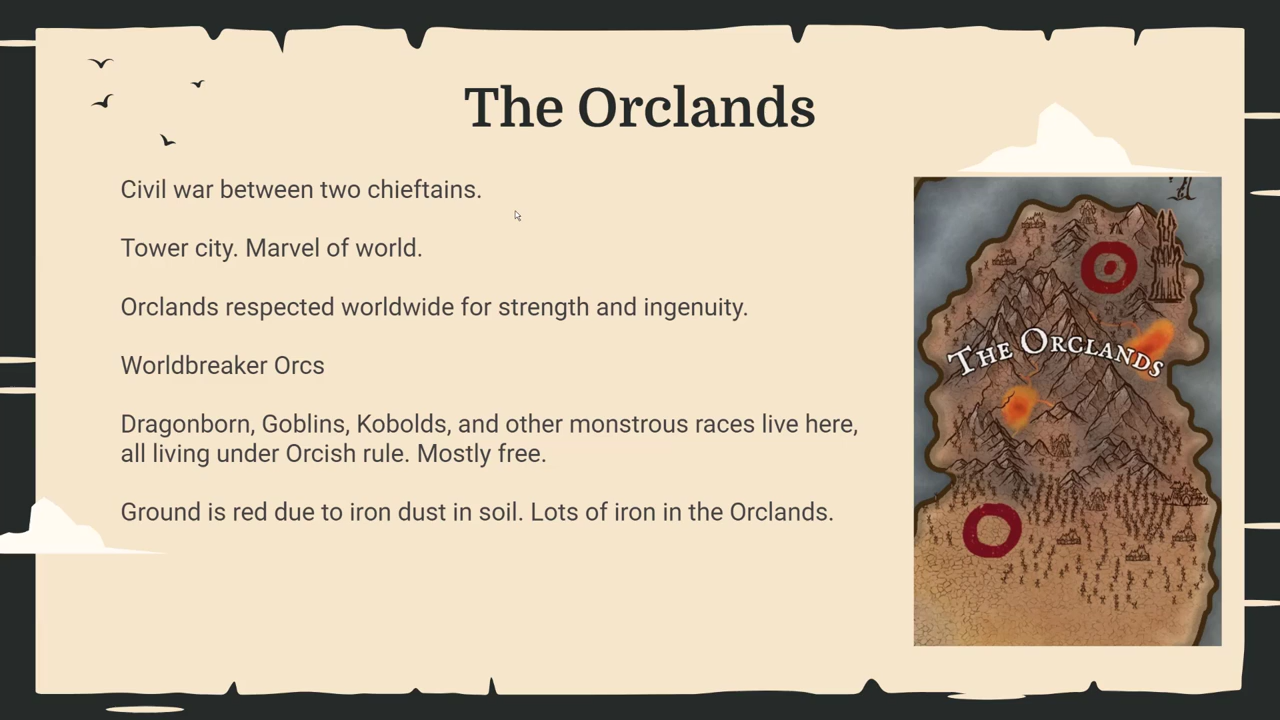 The Orclands
Civil war between two chieftains.
Tower city. Marvel of world.
Orclands respected worldwide for strength and ingenuity.
Worldbreaker Orcs
Dragonborn, Goblins, Kobolds, and other monstrous races live here,
all living under Orcish rule. Mostly free.
Ground is red due to iron dust in soil. Lots of iron in the Orclands.
THE ORCLANDS